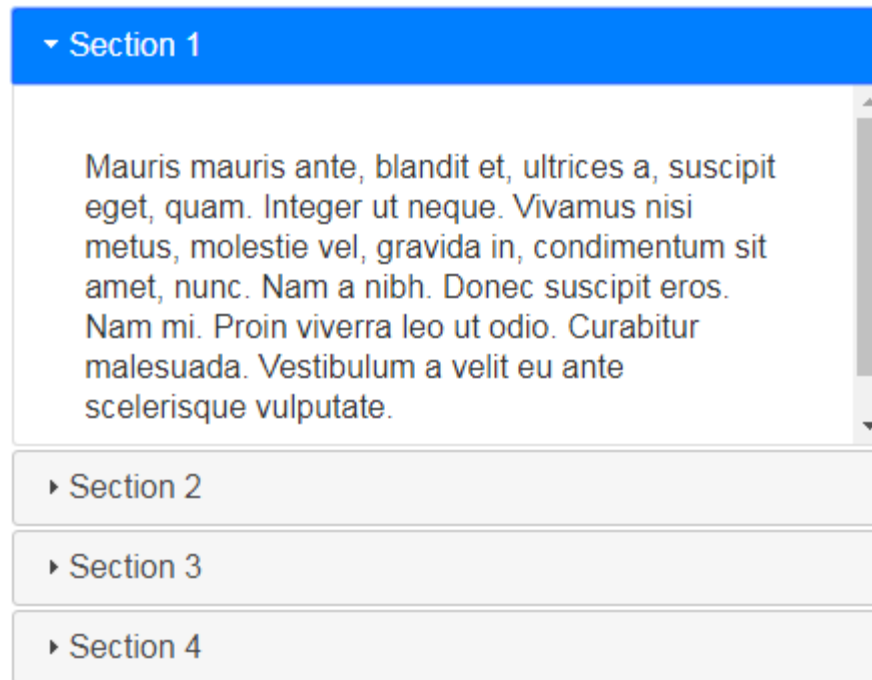 Section 1
Mauris mauris ante, blandit et, ultrices a, suscipit
eget, quam. Integer ut neque. Vivamus nisi
metus, molestie vel, gravida in, condimentum sit
amet, nunc. Nam a nibh. Donec suscipit eros.
Nam mi. Proin viverra leo ut odio. Curabitur
malesuada. Vestibulum a velit eu ante
scelerisque vulputate.
Section 2
Section 3
Section 4